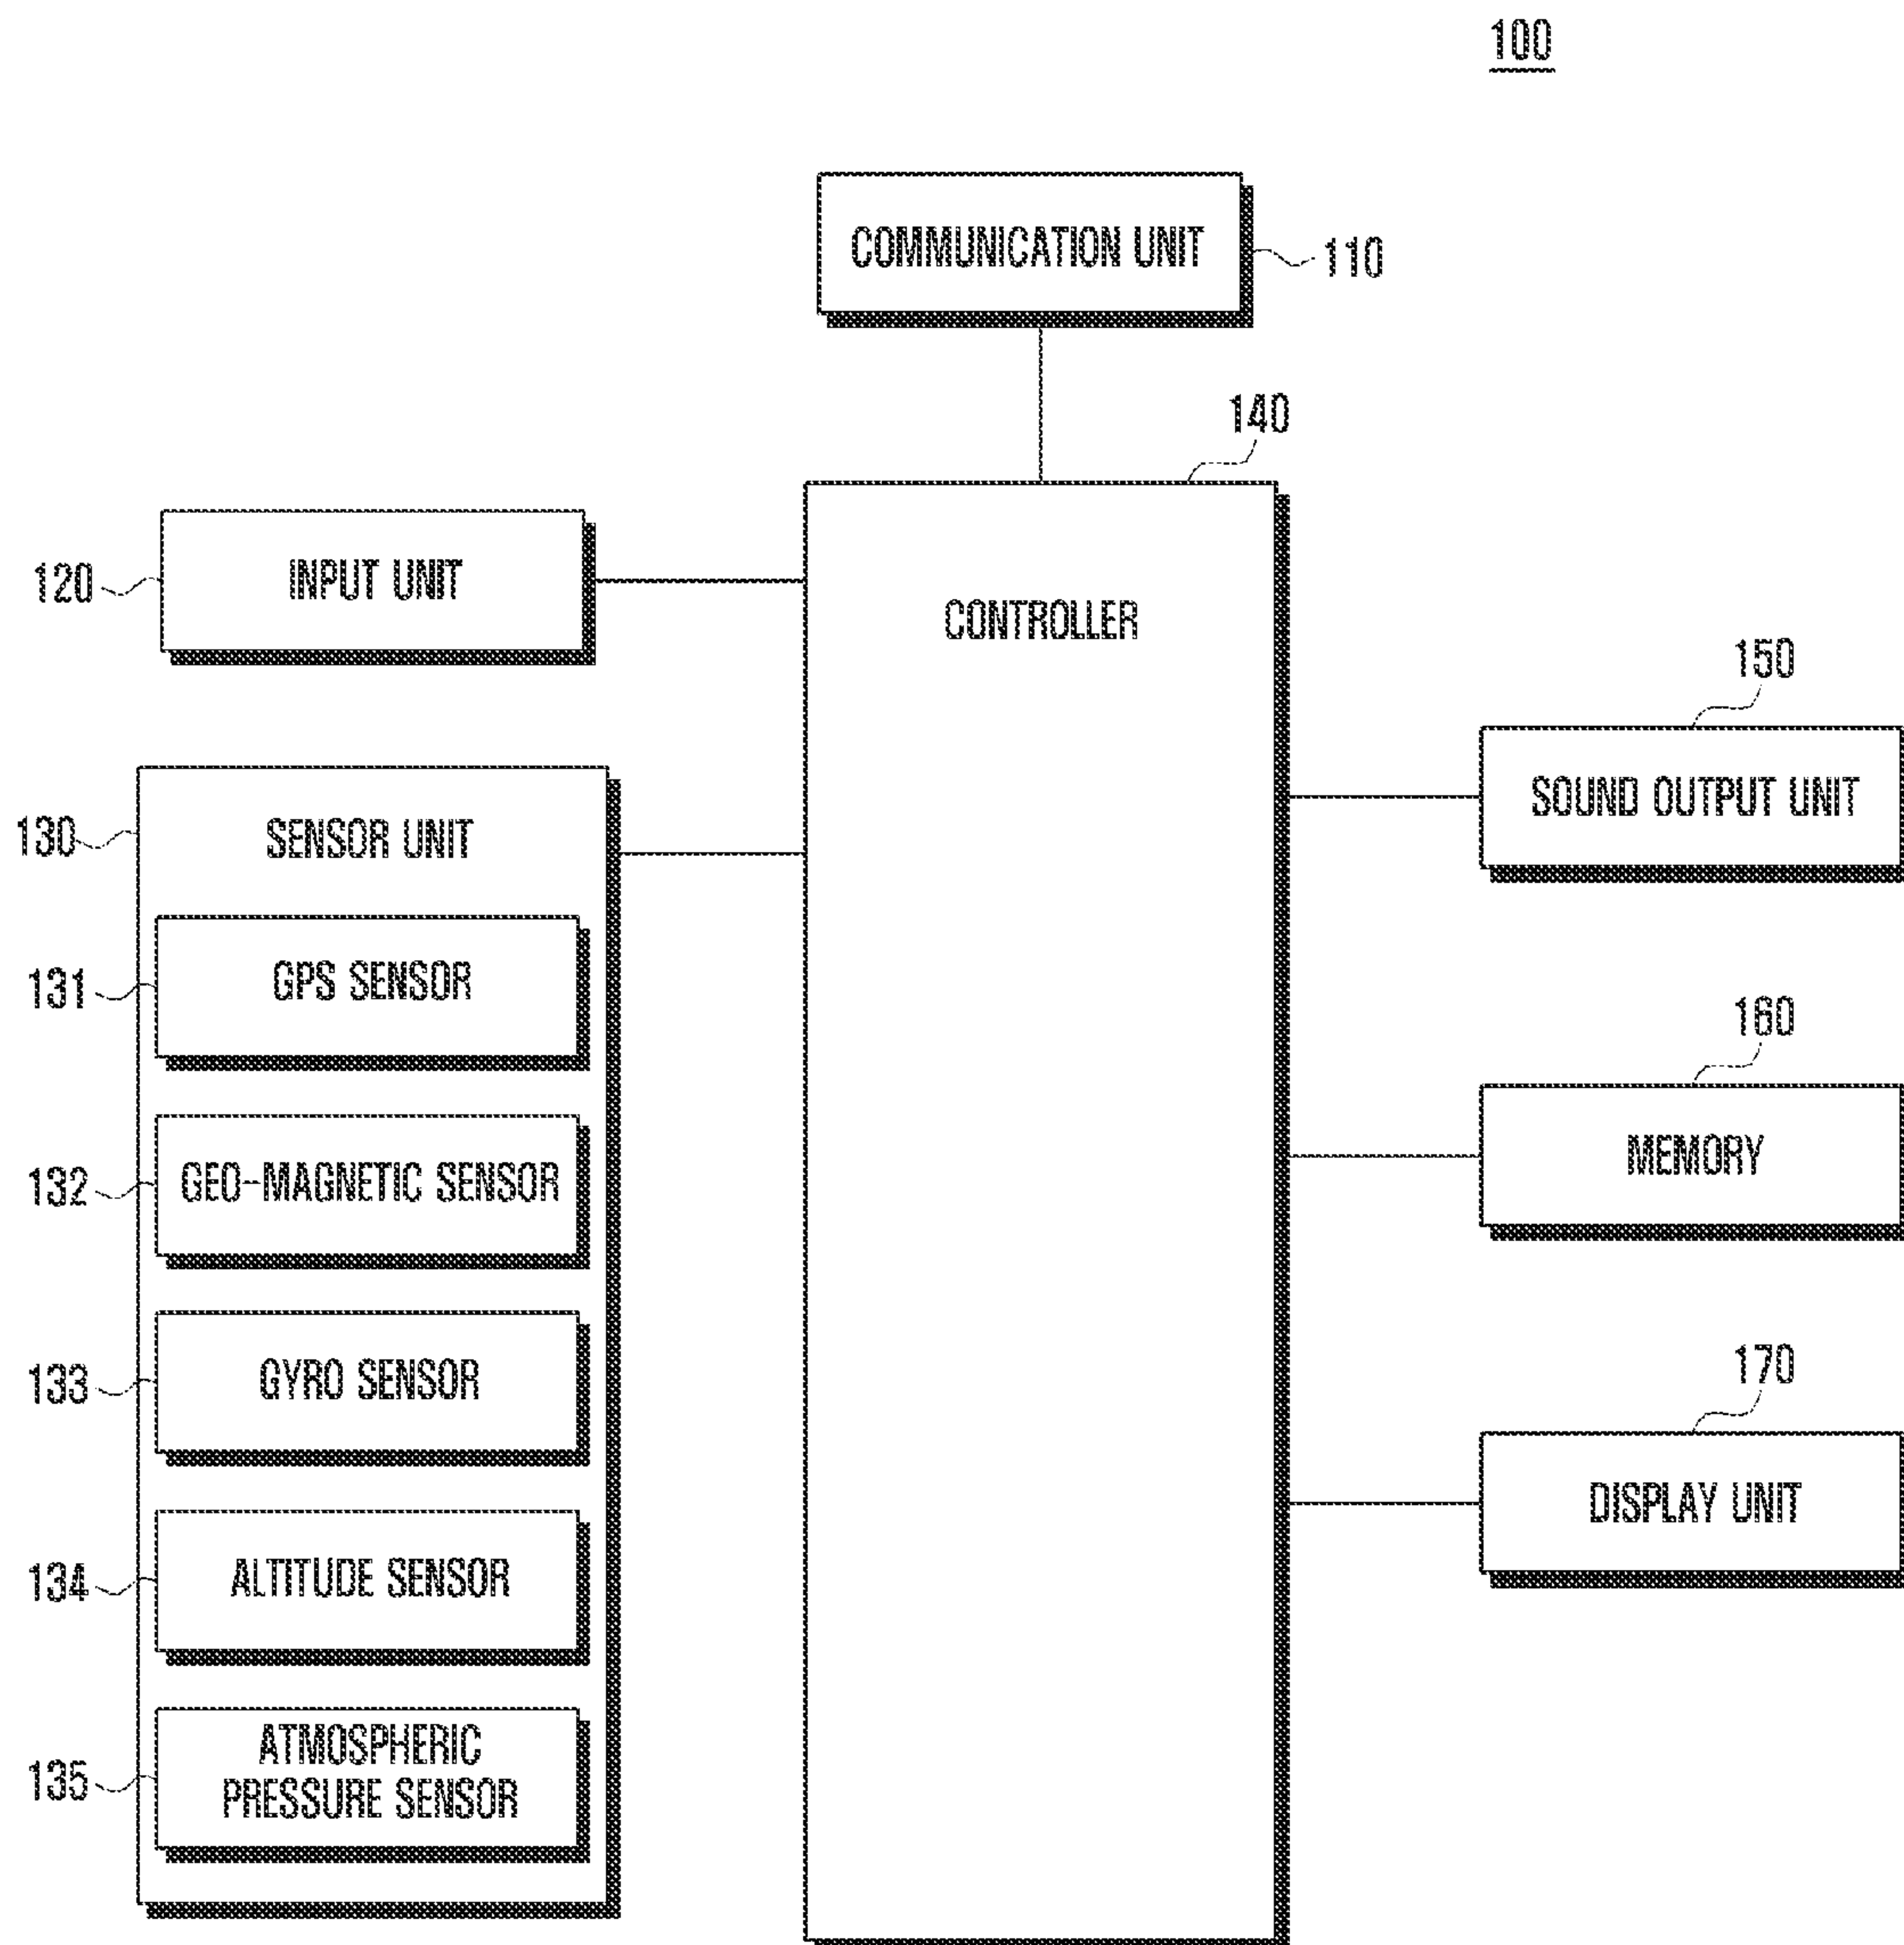 100
COMMUNICATION UNIT
110
140
120
INPUT UNIT
CONTROLLER
150
SOUND OUTPUT UNIT
130
SENSOR UNIT
131
GPS SENSOR
160
MEMORY
132
GEO-MAGNETIC SENSOR
133
GYRO SENSOR
170
DISPLAY UNIT
134
ALTITUDE SENSOR
135
ATMOSPHERIC
PRESSURE SENSOR